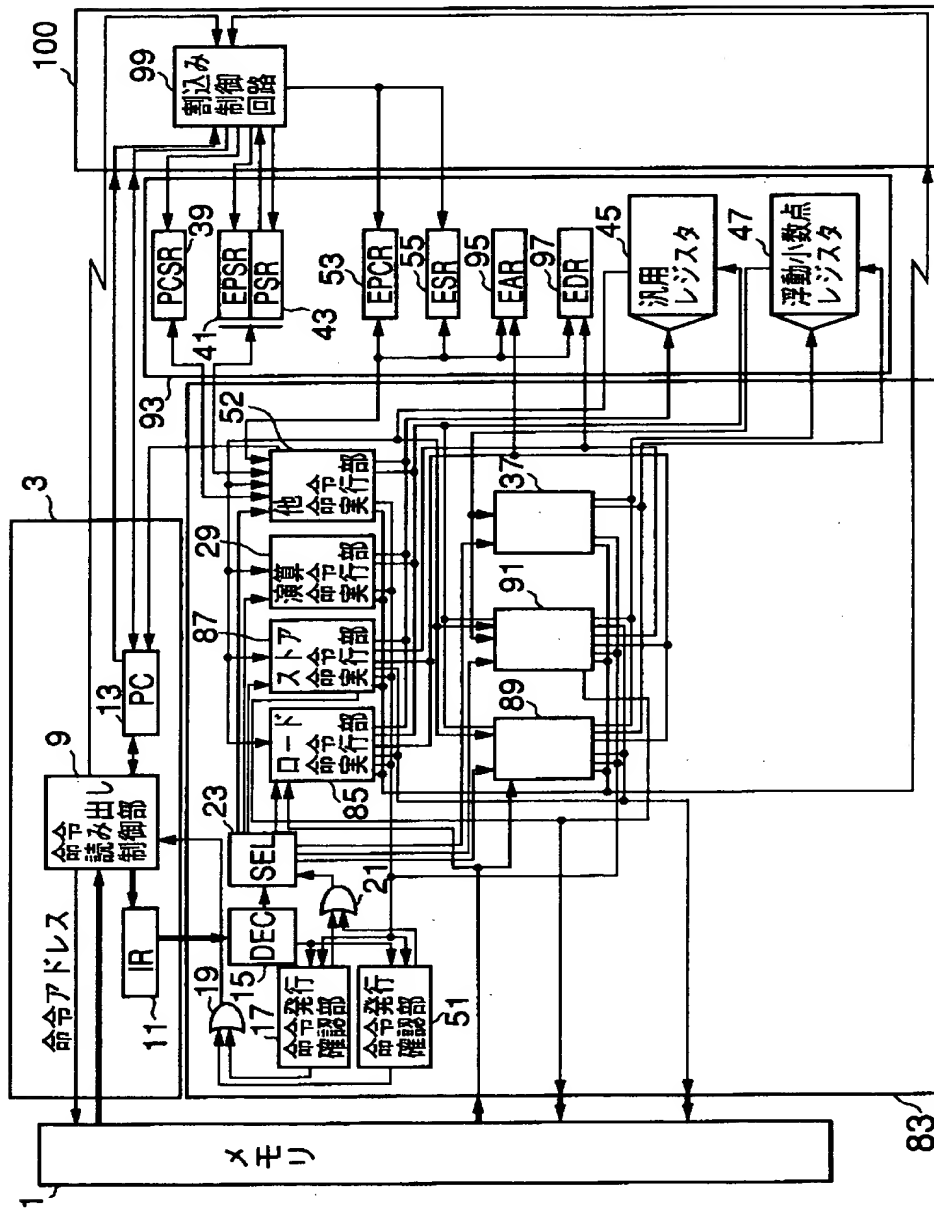 1
メモリ
3
命令アドレス
9
命令
読み出し
制御部
13
PC
IR
11
19
15
DEC
23
SEL
17
命令発行
確認部
命令発行
確認部
51
21
85
ロード
命令
実行部
87
ストア
命令
実行部
29
演算
命令
実行部
52
他
命令
実行部
89
91
37
83
93
PCSR
39
41
EPSR
PSR
43
53
EPCR
ESR
55
EAR
95
EDR
97
45
汎用
レジスタ
47
浮動小数点
レジスタ
100
99
割込み
制御
回路